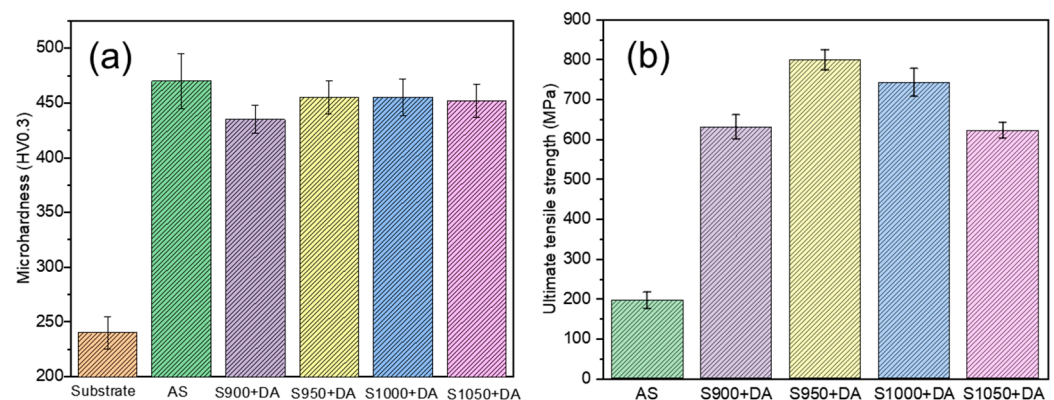 (a)
Microhardness (HV0.3)
500
450
400
350
300
250
200
Substrate AS S900+DA S950+DA S1000+DA S1050+DA
(b)
Ultimate tensile strength (MPa)
900
800
700
600
500
400
300
200
100
0
AS S900+DA S950+DA S1000+DA S1050+DA